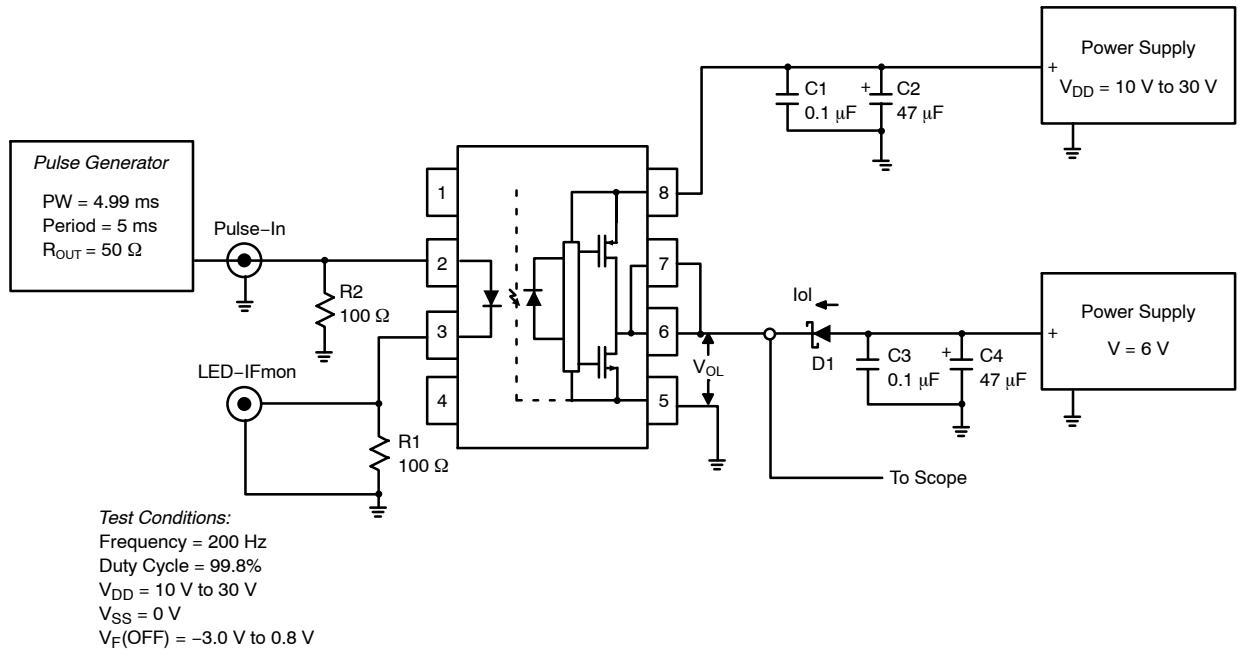 Power Supply
V_DD = 10 V to 30 V
+
C1
0.1 μF
+
C2
47 μF
Pulse Generator
PW = 4.99 ms
Period = 5 ms
R_OUT = 50 Ω
Pulse−In
R2
100 Ω
1
2
3
4
8
7
6
5
LED−IFmon
R1
100 Ω
V_OL
Iol
D1
C3
0.1 μF
+
C4
47 μF
+
Power Supply
V = 6 V
To Scope
Test Conditions:
Frequency = 200 Hz
Duty Cycle = 99.8%
V_DD = 10 V to 30 V
V_SS = 0 V
V_F(OFF) = −3.0 V to 0.8 V